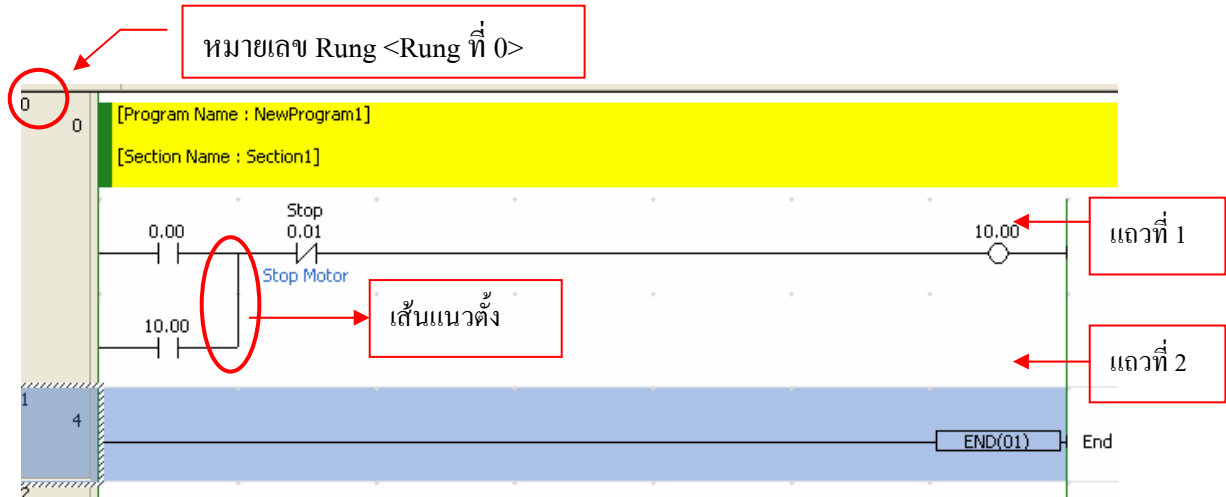 หมายเลข Rung <Rung ที่ 0>
0
0
[Program Name : NewProgram1]
[Section Name : Section1]
Stop
0.00
0.01
10.00
แถวที่ 1
Stop Motor
เส้นแนวตั้ง
10.00
แถวที่ 2
1
4
END(01)
End
2